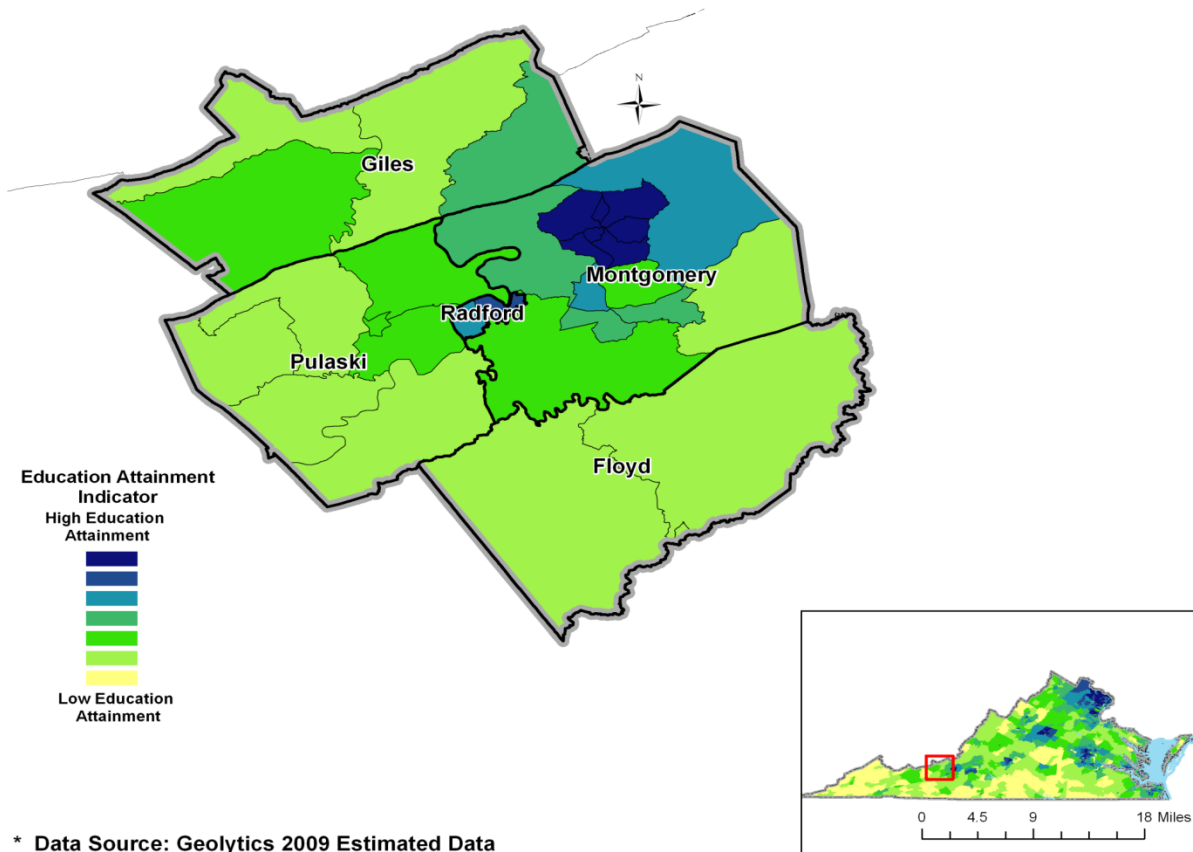 N
Giles
Montgomery
Radford
Pulaski
Floyd
Education Attainment
Indicator
High Education
Attainment
Low Education
Attainment
0 4.5 9 18 Miles
* Data Source: Geolytics 2009 Estimated Data